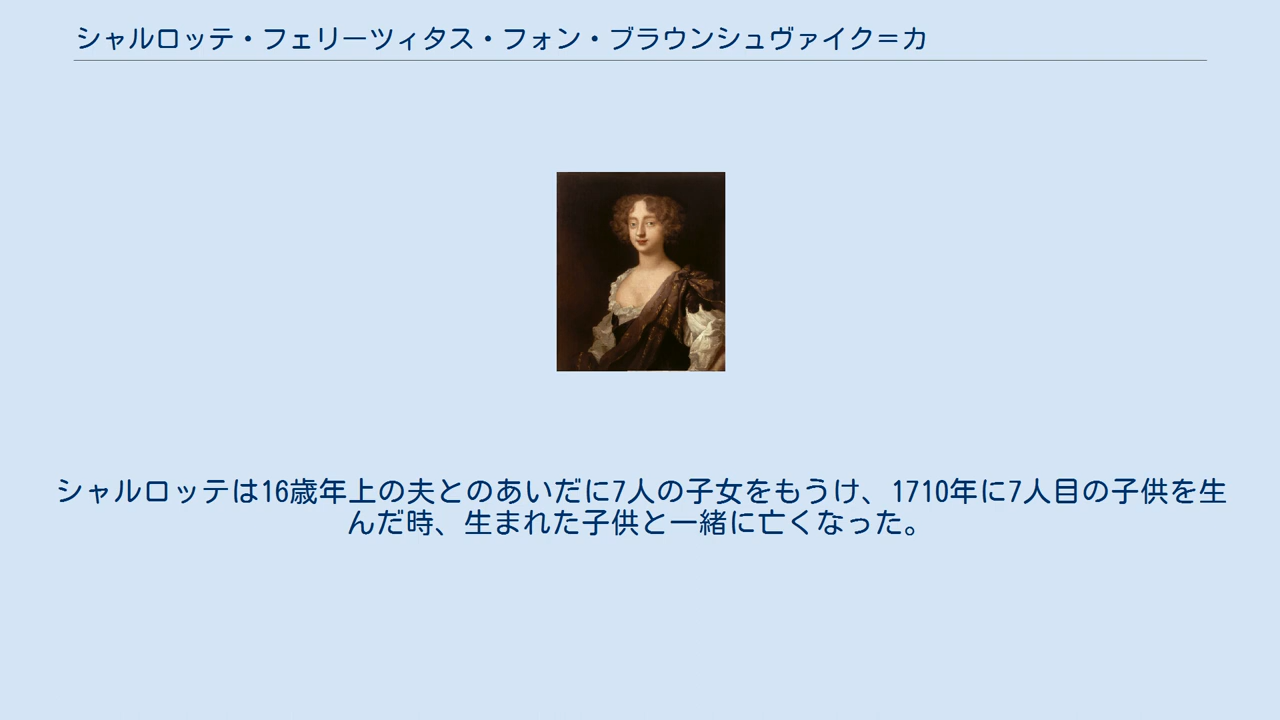 シャルロッテ・フェリーツィタス・フォン・ブラウンシュヴァイク＝カ
シャルロッテは16歳年上の夫とのあいだに7人の子女をもうけ、1710年に7人目の子供を生
んだ時、生まれた子供と一緒に亡くなった。